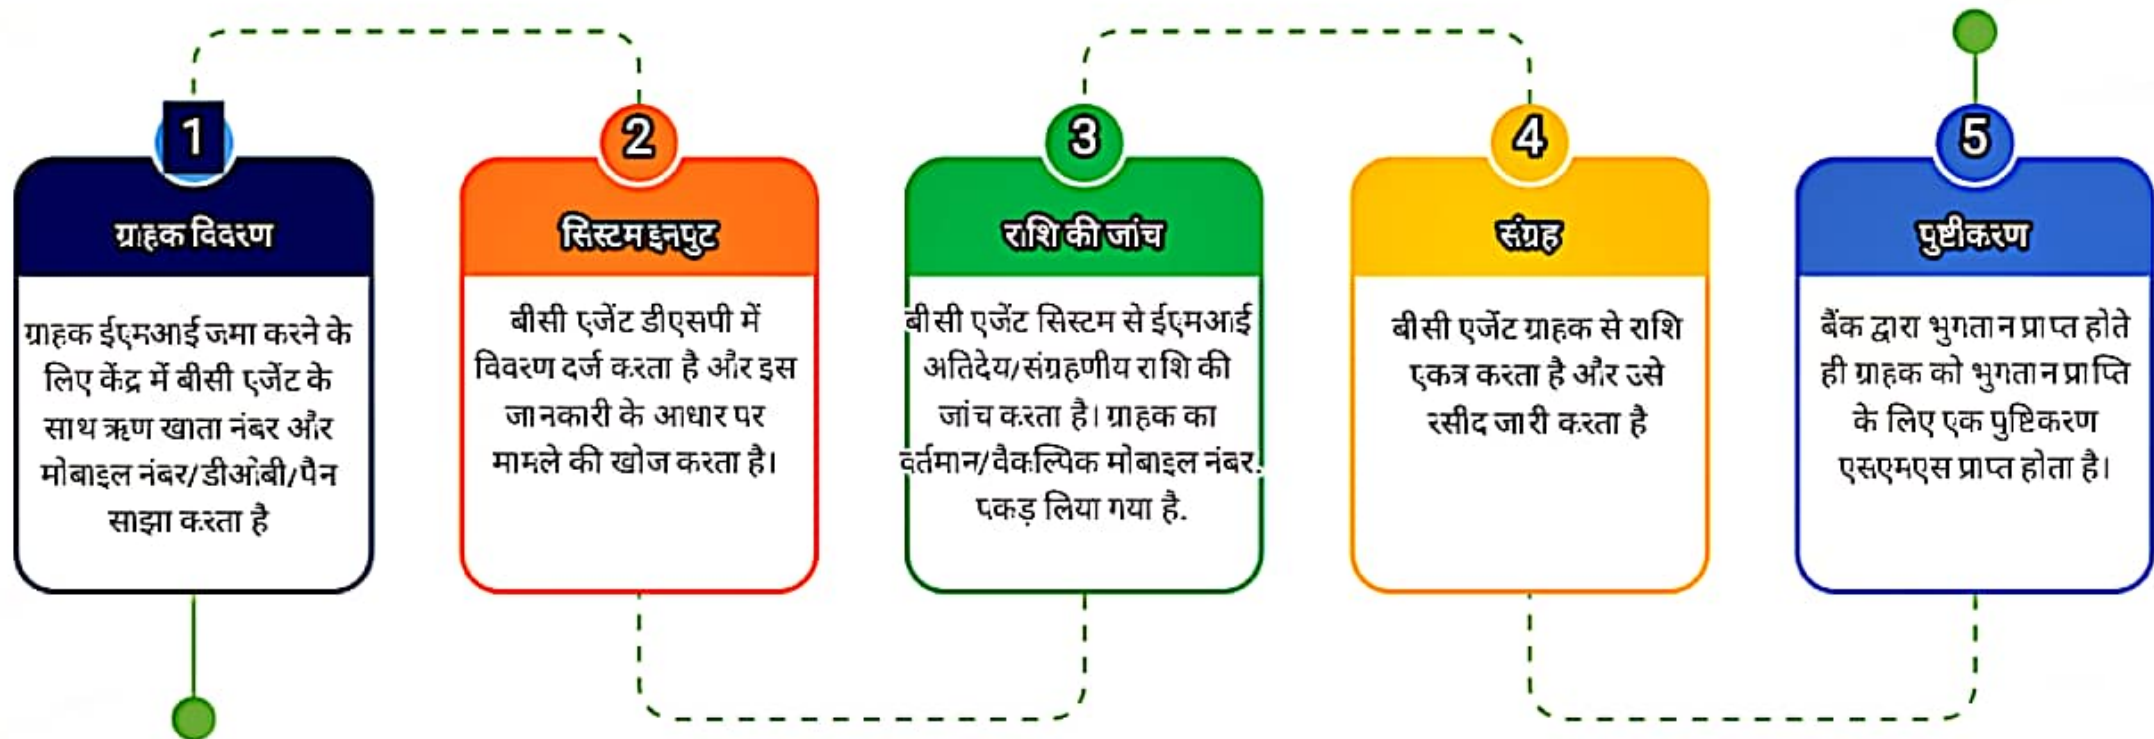 1
ग्राहक विवरण
ग्राहक ईएमआई जमा करने के
लिए केंद्र में बीसी एजेंट के
साथ ऋण खाता नंबर और
मोबाइल नंबर/डीओबी/पैन
साझा करता है
2
सिस्टम इनपुट
बीसी एजेंट डीएसपी में
विवरण दर्ज करता है और इस
जानकारी के आधार पर
मामले की खोज करता है।
3
राशि की जांच
बीसी एजेंट सिस्टम से ईएमआई
अतिदेय/संग्रहणीय राशि की
जांच करता है। ग्राहक का
वर्तमान/वैकल्पिक मोबाइल नंबर.
पकड़ लिया गया है.
4
संग्रह
बीसी एजेंट ग्राहक से राशि
एकत्र करता है और उसे
रसीद जारी करता है
5
पुष्टीकरण
बैंक द्वारा भुगतान प्राप्त होते
ही ग्राहक को भुगतान प्राप्ति
के लिए एक पुष्टिकरण
एसएमएस प्राप्त होता है।